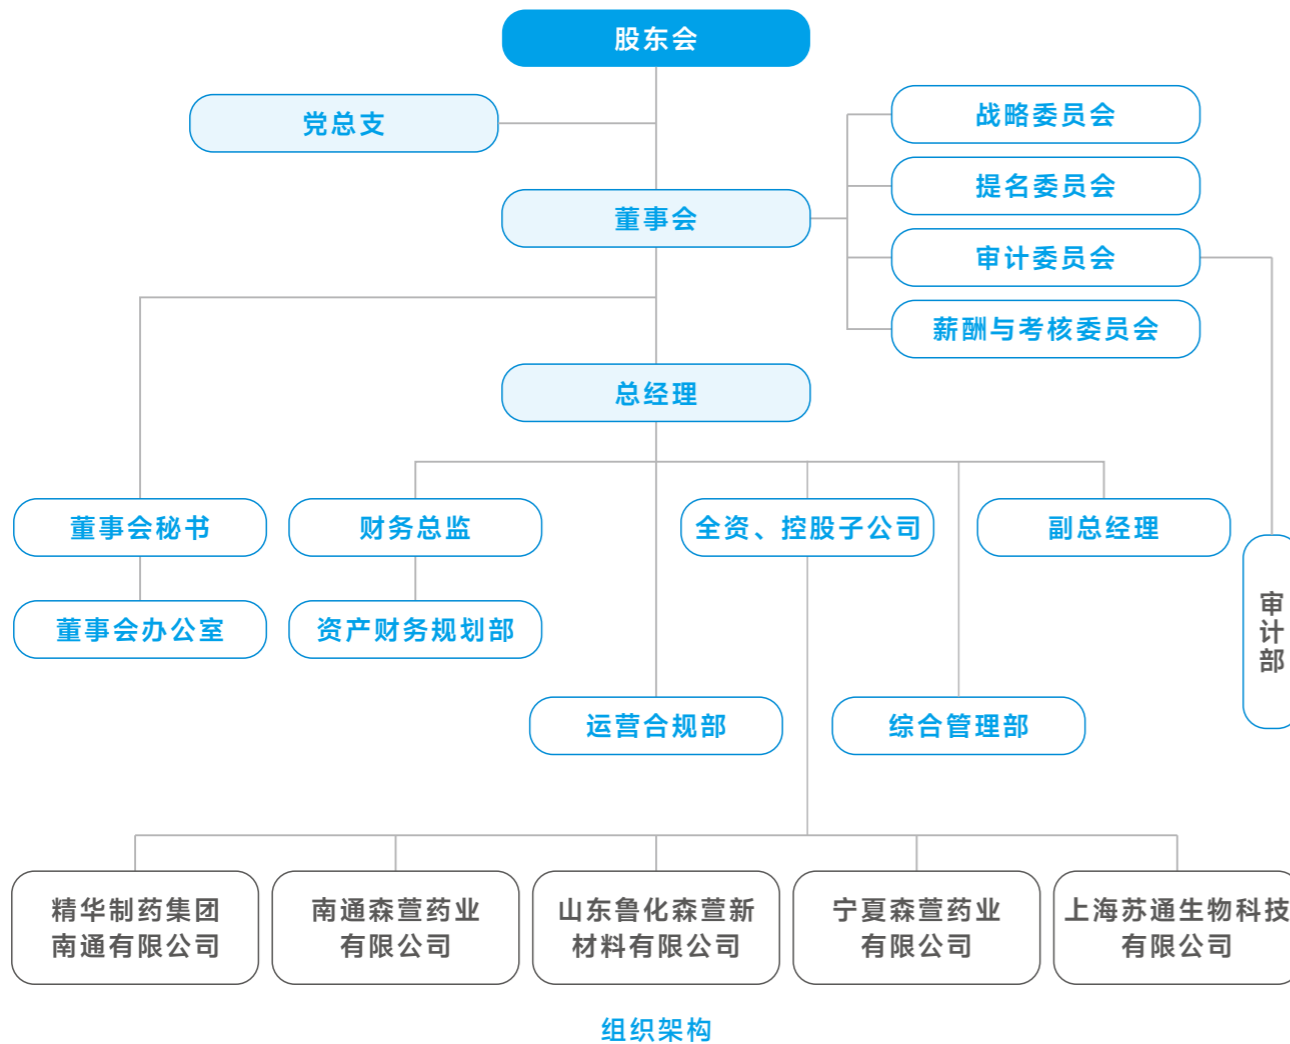 股东会
党总支
战略委员会
提名委员会
董事会
审计委员会
薪酬与考核委员会
总经理
董事会秘书
财务总监
全资、控股子公司
副总经理
董事会办公室
资产财务规划部
审计部
运营合规部
综合管理部
精华制药集团
南通有限公司
南通森萱药业
有限公司
山东鲁化森萱新
材料有限公司
宁夏森萱药业
有限公司
上海苏通生物科技
有限公司
组织架构